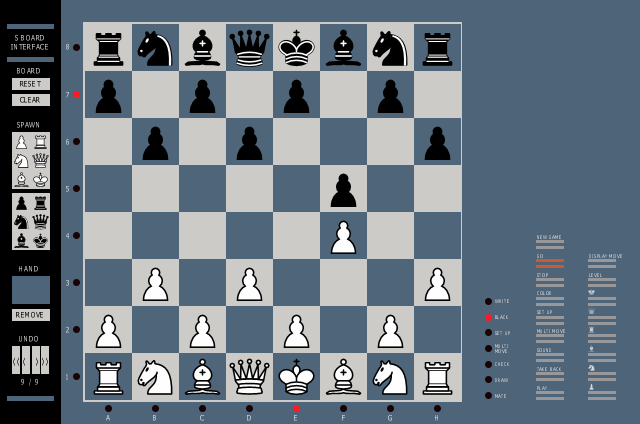 S BOARD
INTERFACE
BOARD
RESET
CLEAR
SPAWN
HAND
REMOVE
UNDO
9 / 9
8
7
6
5
4
3
2
1
A B C D E F G H
WHITE
BLACK
SET UP
MULTI
MOVE
CHECK
DRAW
MATE
NEW GAME
GO
DISPLAY MOVE
STOP
LEVEL
COLOR
SET UP
MULTI MOVE
SOUND
TAKE BACK
PLAY